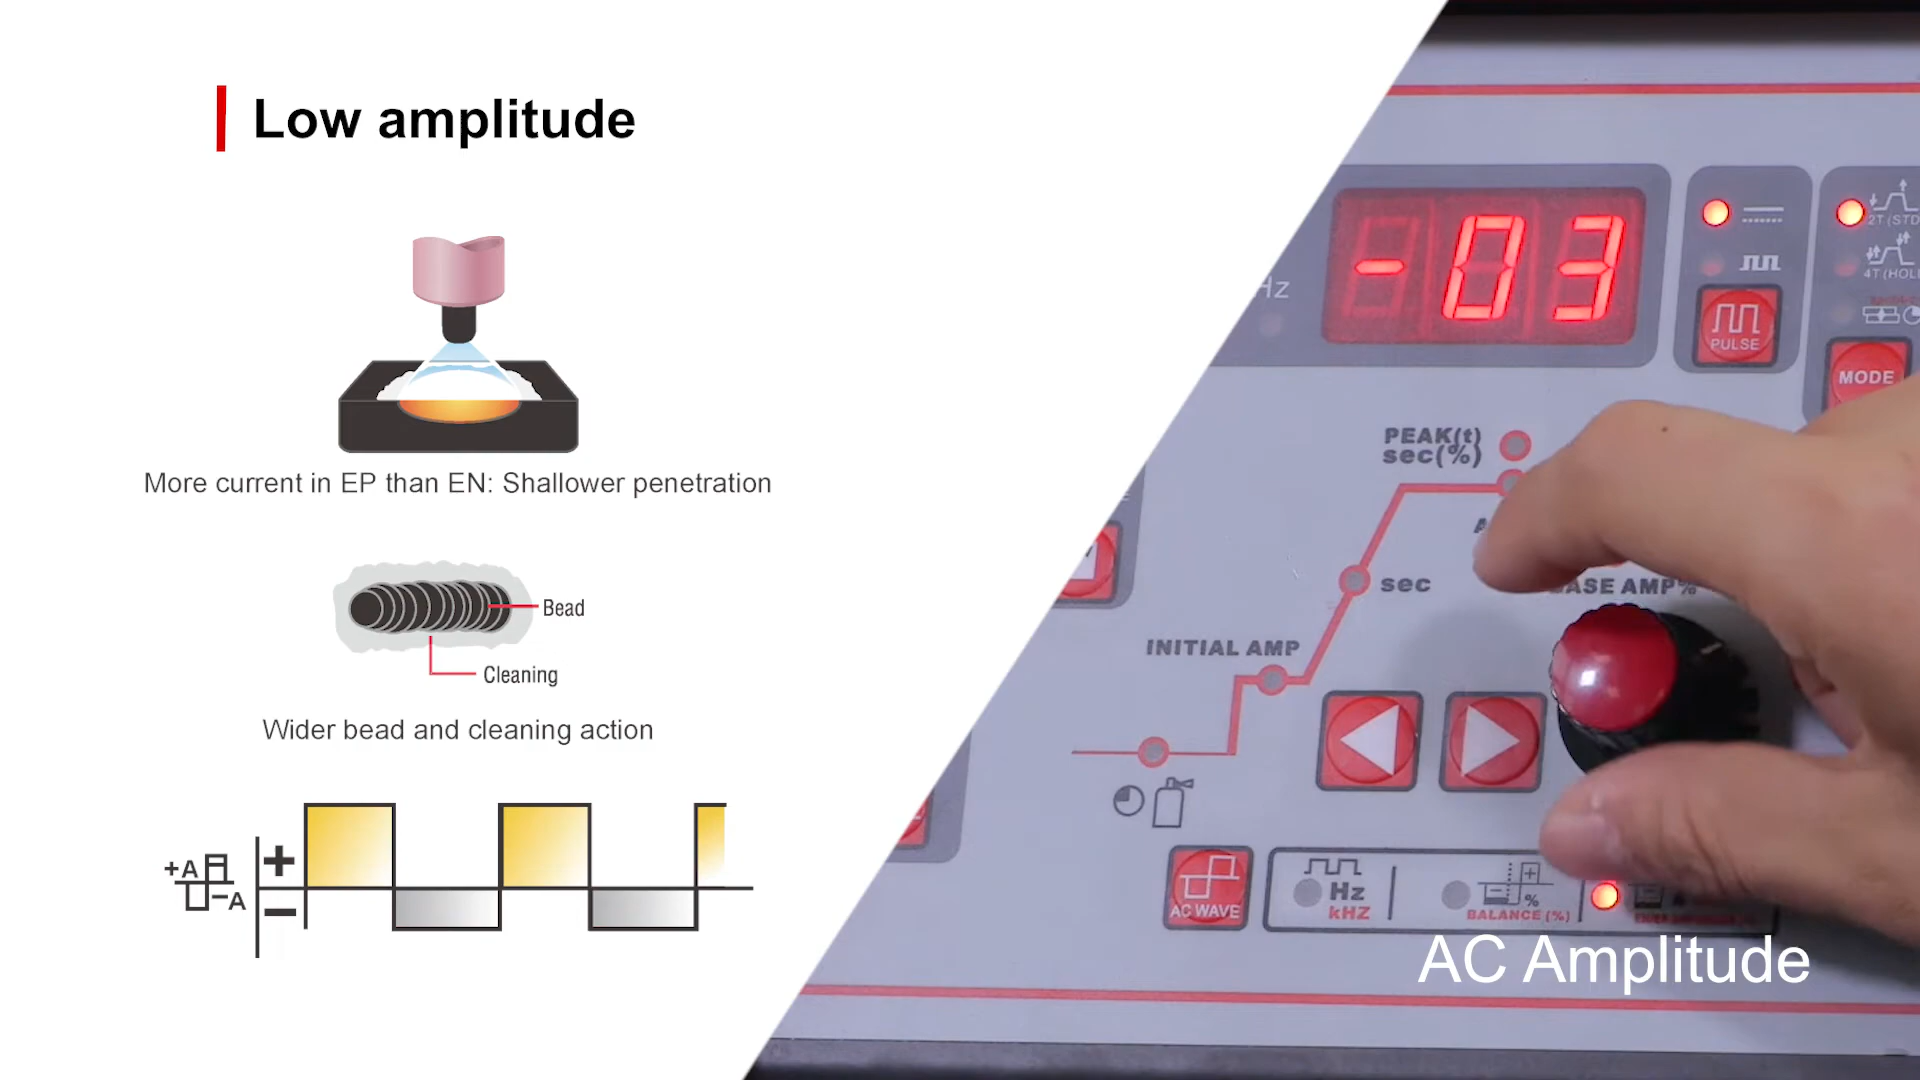 Low amplitude
More current in EP than EN: Shallower penetration
Bead
Cleaning
Wider bead and cleaning action
+A
−A
+
−
Hz
-03
2T (STD
4T (HOL
PULSE
MODE
PEAK(t)
sec(%)
sec
BASE AMP%
INITIAL AMP
AC WAVE
Hz
kHZ
%
BALANCE (%)
AC Amplitude